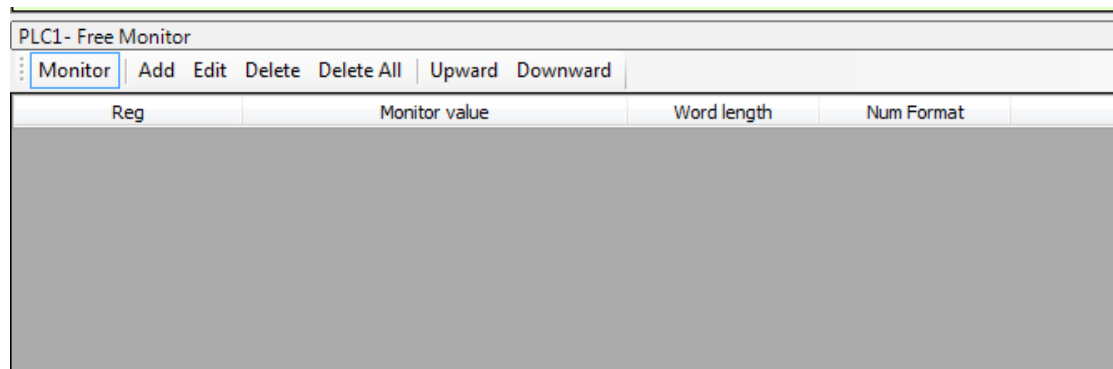 PLC1- Free Monitor
Monitor Add Edit Delete Delete All Upward Downward
Reg Monitor value Word length Num Format